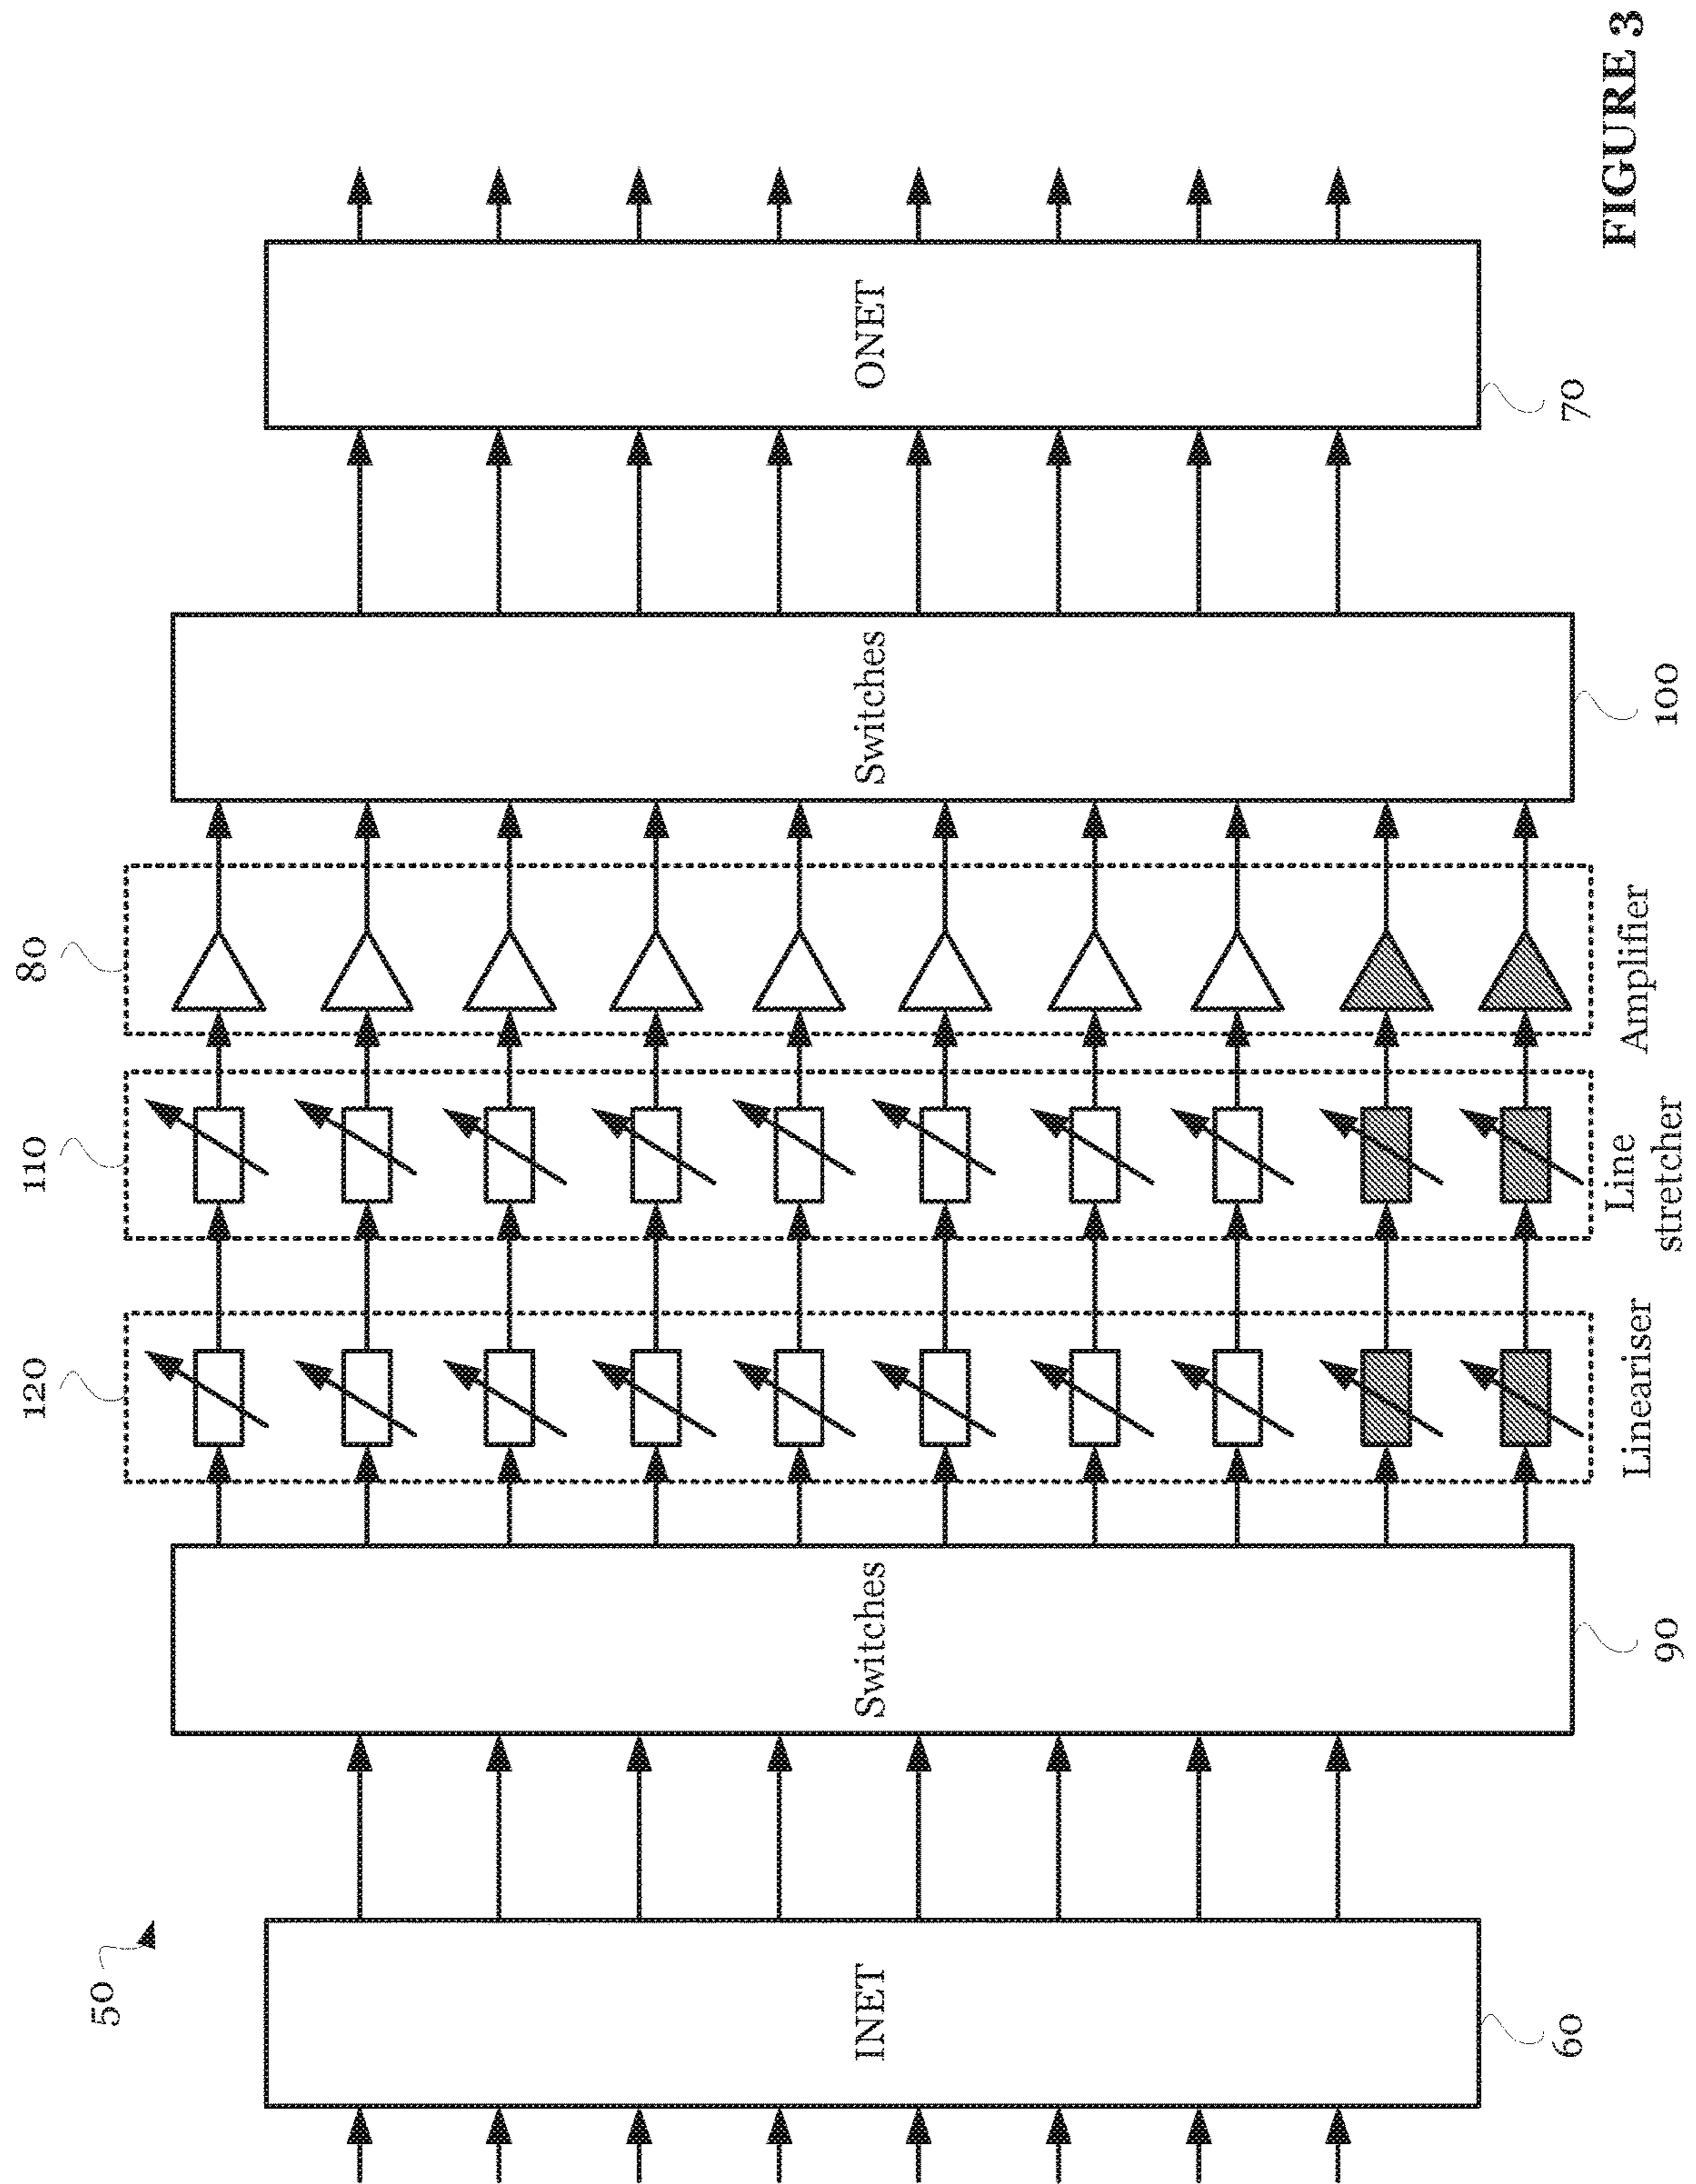 50
120
110
80
INET
Switches
Switches
ONET
60
90
Lineariser
Line
stretcher
Amplifier
100
70
FIGURE 3